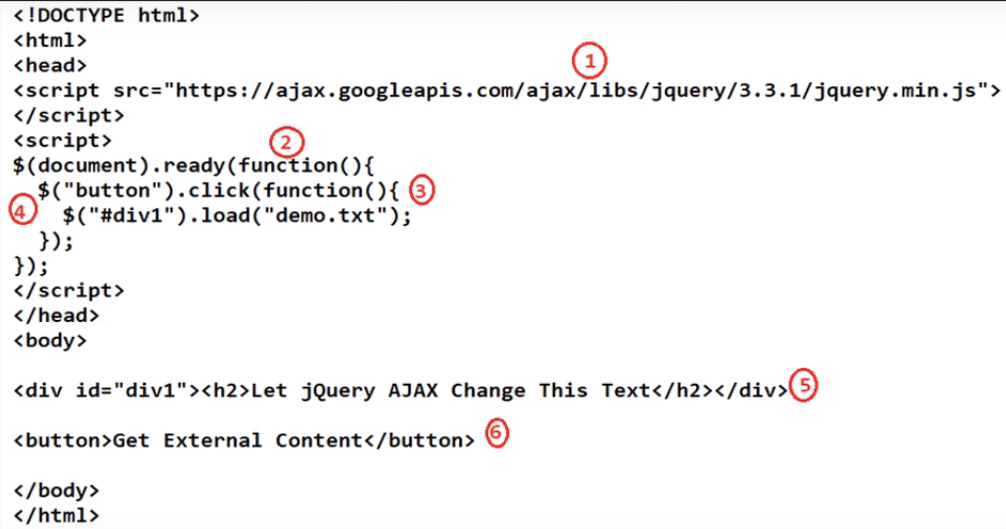 <!DOCTYPE html>
<html>
<head>
1
<script src="https://ajax.googleapis.com/ajax/libs/jquery/3.3.1/jquery.min.js">
</script>
<script>
2
$(document).ready(function(){
  $("button").click(function(){ 3
4   $("#div1").load("demo.txt");
  });
});
</script>
</head>
<body>
<div id="div1"><h2>Let jQuery AJAX Change This Text</h2></div> 5
<button>Get External Content</button> 6
</body>
</html>